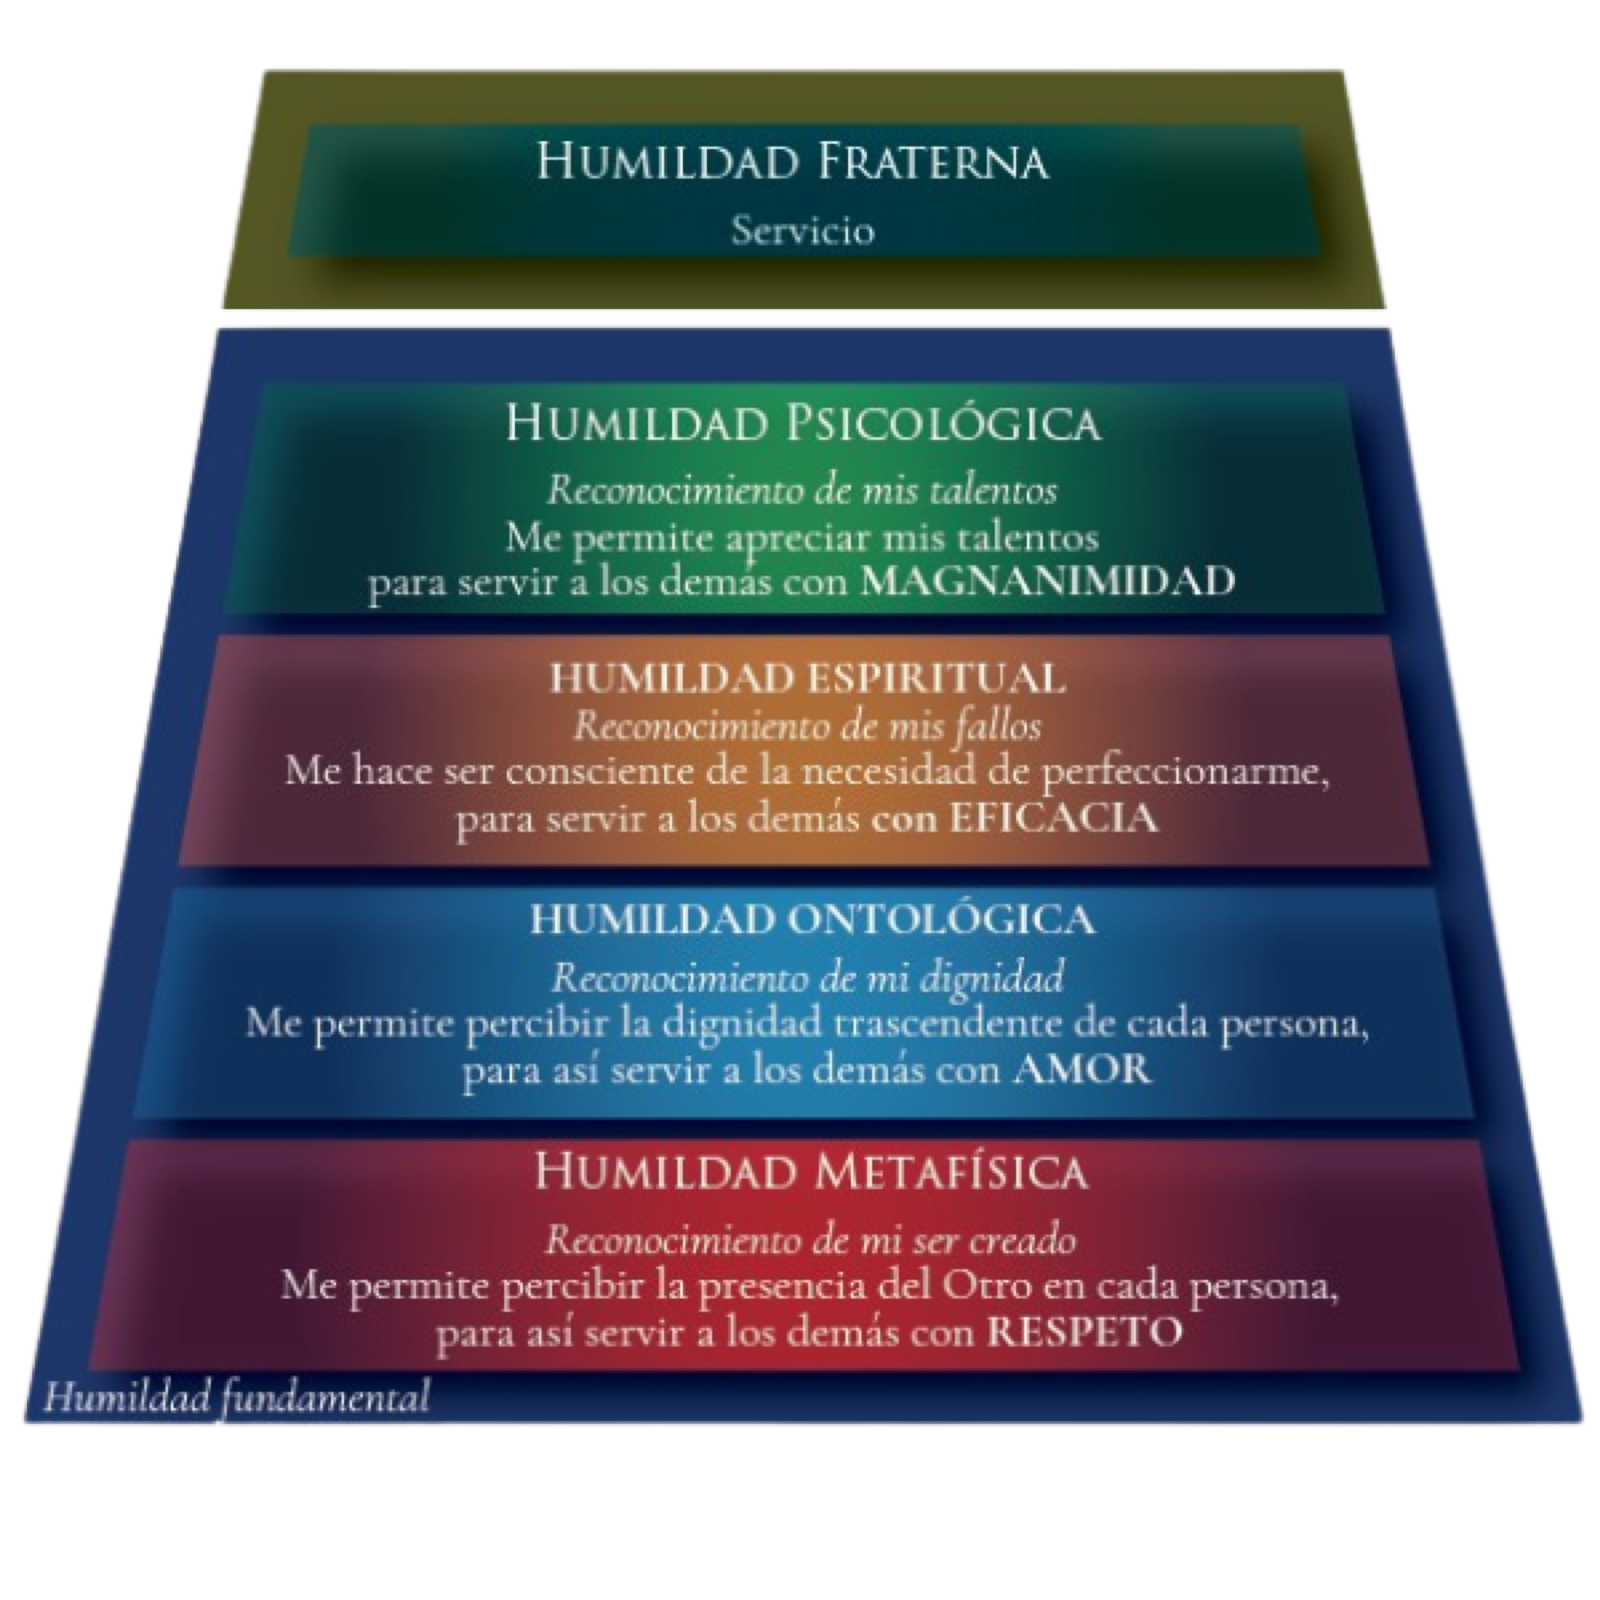 HUMILDAD FRATERNA
Servicio
HUMILDAD PSICOLÓGICA
Reconocimiento de mis talentos
Me permite apreciar mis talentos
para servir a los demás con MAGNANIMIDAD
HUMILDAD ESPIRITUAL
Reconocimiento de mis fallos
Me hace ser consciente de la necesidad de perfeccionarme,
para servir a los demás con EFICACIA
HUMILDAD ONTOLÓGICA
Reconocimiento de mi dignidad
Me permite percibir la dignidad trascendente de cada persona,
para así servir a los demás con AMOR
HUMILDAD METAFÍSICA
Reconocimiento de mi ser creado
Me permite percibir la presencia del Otro en cada persona,
para así servir a los demás con RESPETO
Humildad fundamental